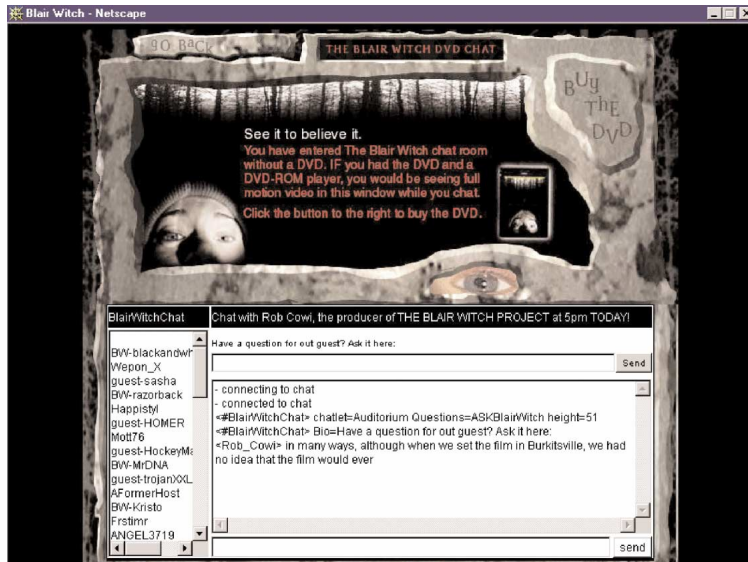 Blair Witch - Netscape
go BacK
THE BLAIR WITCH DVD CHAT
BUY
ThE
DVD
See it to believe it.
You have entered The Blair Witch chat room
without a DVD. IF you had the DVD and a
DVD-ROM player, you would be seeing full
motion video in this window while you chat.
Click the button to the right to buy the DVD.
BlairWitchChat
Chat with Rob Cowi, the producer of THE BLAIR WITCH PROJECT at 5pm TODAY!
Have a question for out guest? Ask it here:
Send
BW-blackandwh
Wepon_X
guest-sasha
BW-razorback
Happistyl
guest-HOMER
Mott76
guest-HockeyMa
BW-MrDNA
guest-trojanXXL
AFormerHost
BW-Kristo
Frstimr
ANGEL3719
- connecting to chat
- connected to chat
<#BlairWitchChat> chatlet=Auditorium Questions=ASKBlairWitch height=51
<#BlairWitchChat> Bio=Have a question for out guest? Ask it here:
<Rob_Cowi> in many ways, although when we set the film in Burkitsville, we had
no idea that the film would ever
send